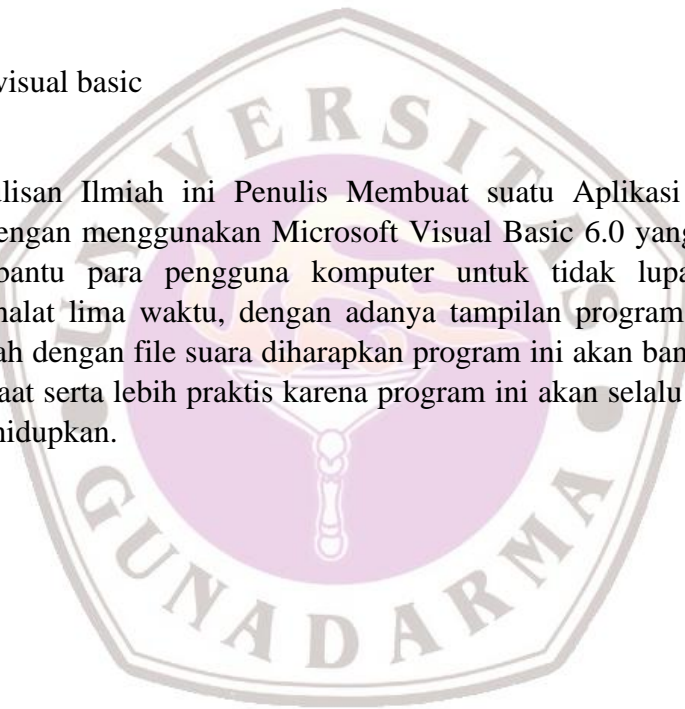 visual basic
ulisan Ilmiah ini Penulis Membuat suatu Aplikasi
engan menggunakan Microsoft Visual Basic 6.0 yang
bantu para pengguna komputer untuk tidak lupa
halat lima waktu, dengan adanya tampilan program
ah dengan file suara diharapkan program ini akan ban
aat serta lebih praktis karena program ini akan selalu
hidupkan.
UNIVERSITAS
GUNADARMA